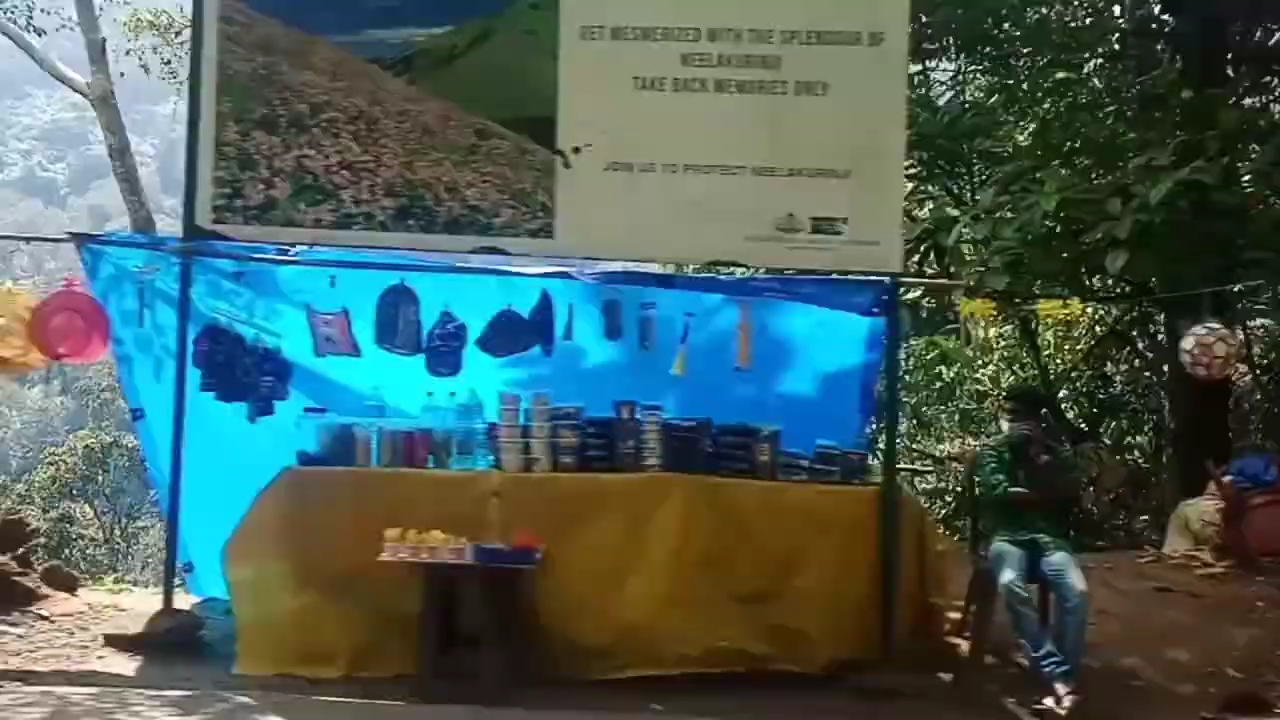 GET MESMERIZED WITH THE SPLENDOUR OF
NEELAKURINJI
TAKE BACK MEMORIES ONLY
JOIN US TO PROTECT NEELAKURINJI